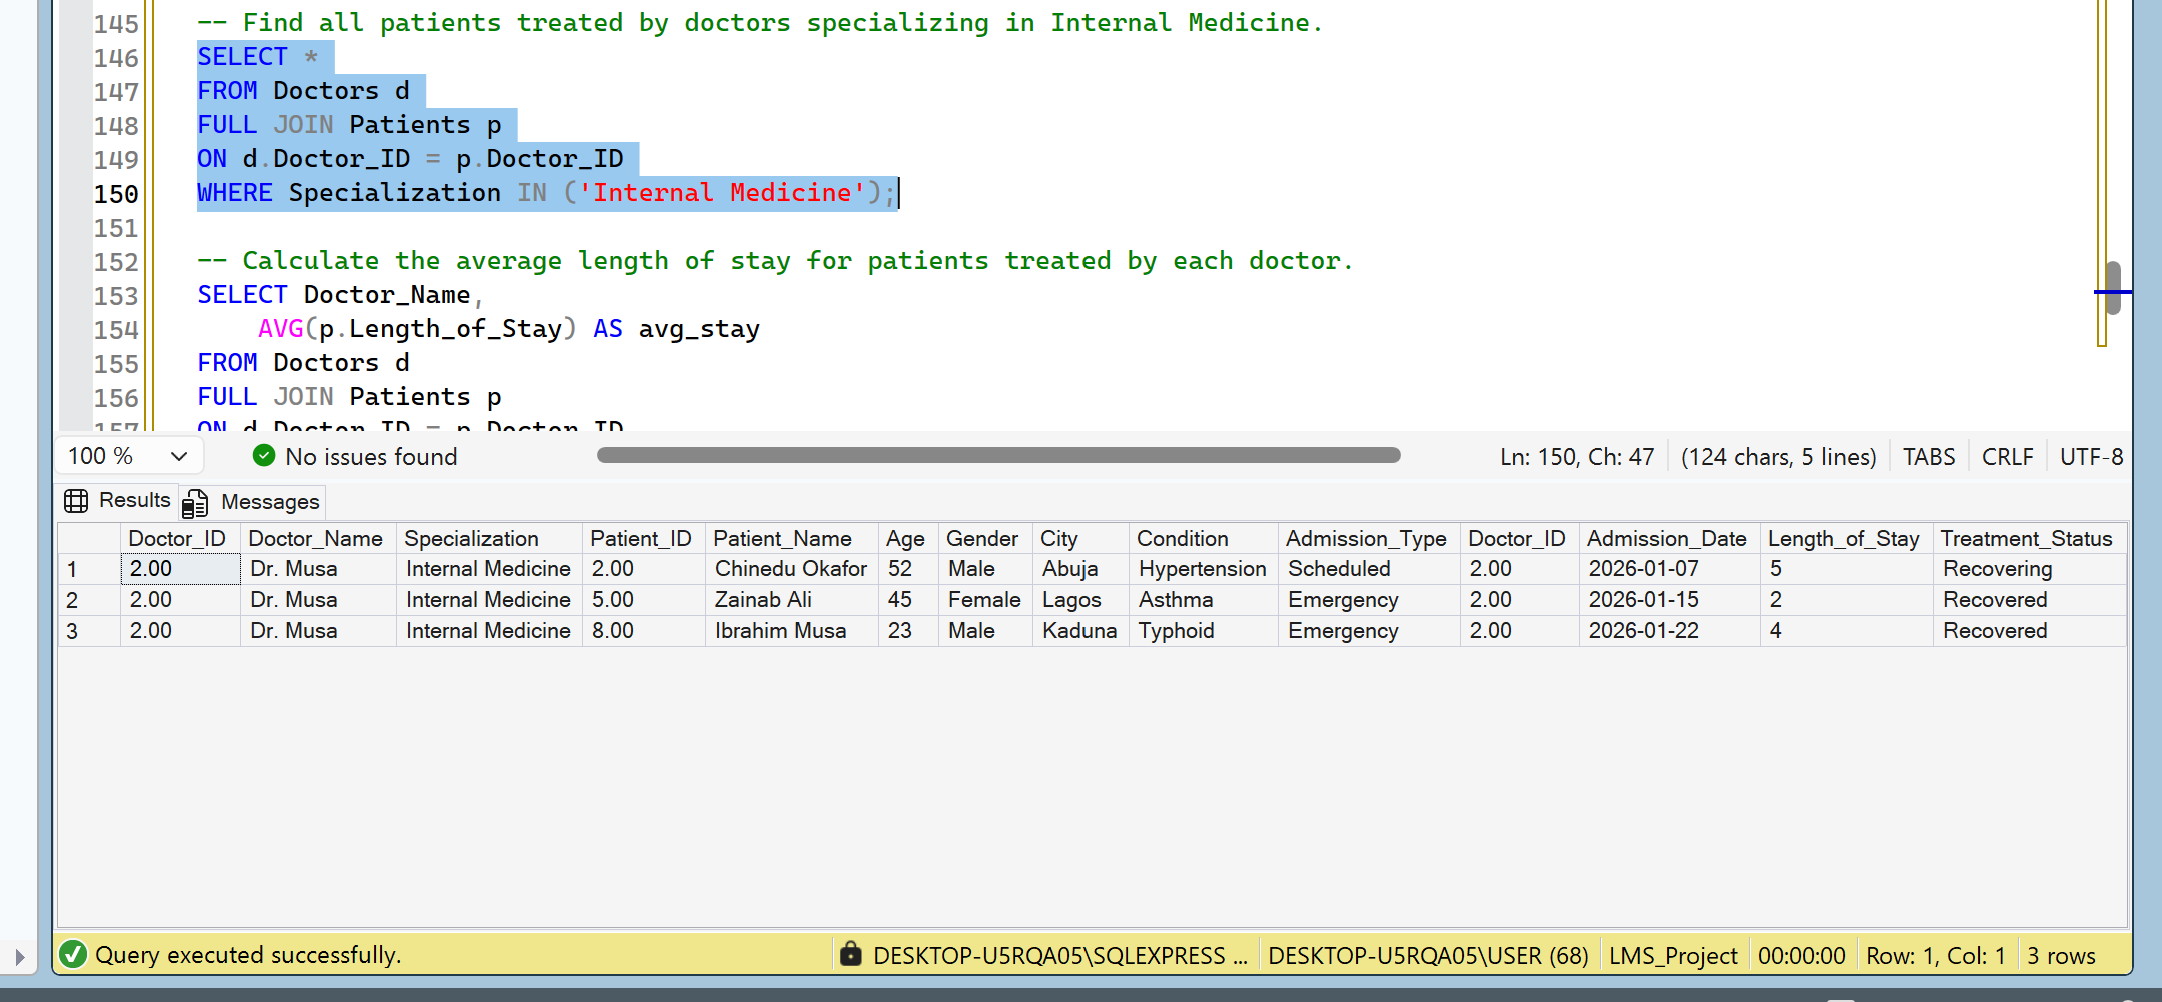 145 -- Find all patients treated by doctors specializing in Internal Medicine.
146 SELECT *
147 FROM Doctors d
148 FULL JOIN Patients p
149 ON d.Doctor_ID = p.Doctor_ID
150 WHERE Specialization IN ('Internal Medicine');
151
152 -- Calculate the average length of stay for patients treated by each doctor.
153 SELECT Doctor_Name,
154 AVG(p.Length_of_Stay) AS avg_stay
155 FROM Doctors d
156 FULL JOIN Patients p
157 ON d.Doctor_ID = p.Doctor_ID
100 % No issues found Ln: 150, Ch: 47 (124 chars, 5 lines) TABS CRLF UTF-8
Results Messages
Doctor_ID Doctor_Name Specialization Patient_ID Patient_Name Age Gender City Condition Admission_Type Doctor_ID Admission_Date Length_of_Stay Treatment_Status
1 2.00 Dr. Musa Internal Medicine 2.00 Chinedu Okafor 52 Male Abuja Hypertension Scheduled 2.00 2026-01-07 5 Recovering
2 2.00 Dr. Musa Internal Medicine 5.00 Zainab Ali 45 Female Lagos Asthma Emergency 2.00 2026-01-15 2 Recovered
3 2.00 Dr. Musa Internal Medicine 8.00 Ibrahim Musa 23 Male Kaduna Typhoid Emergency 2.00 2026-01-22 4 Recovered
Query executed successfully. DESKTOP-U5RQA05\SQLEXPRESS ... DESKTOP-U5RQA05\USER (68) LMS_Project 00:00:00 Row: 1, Col: 1 3 rows